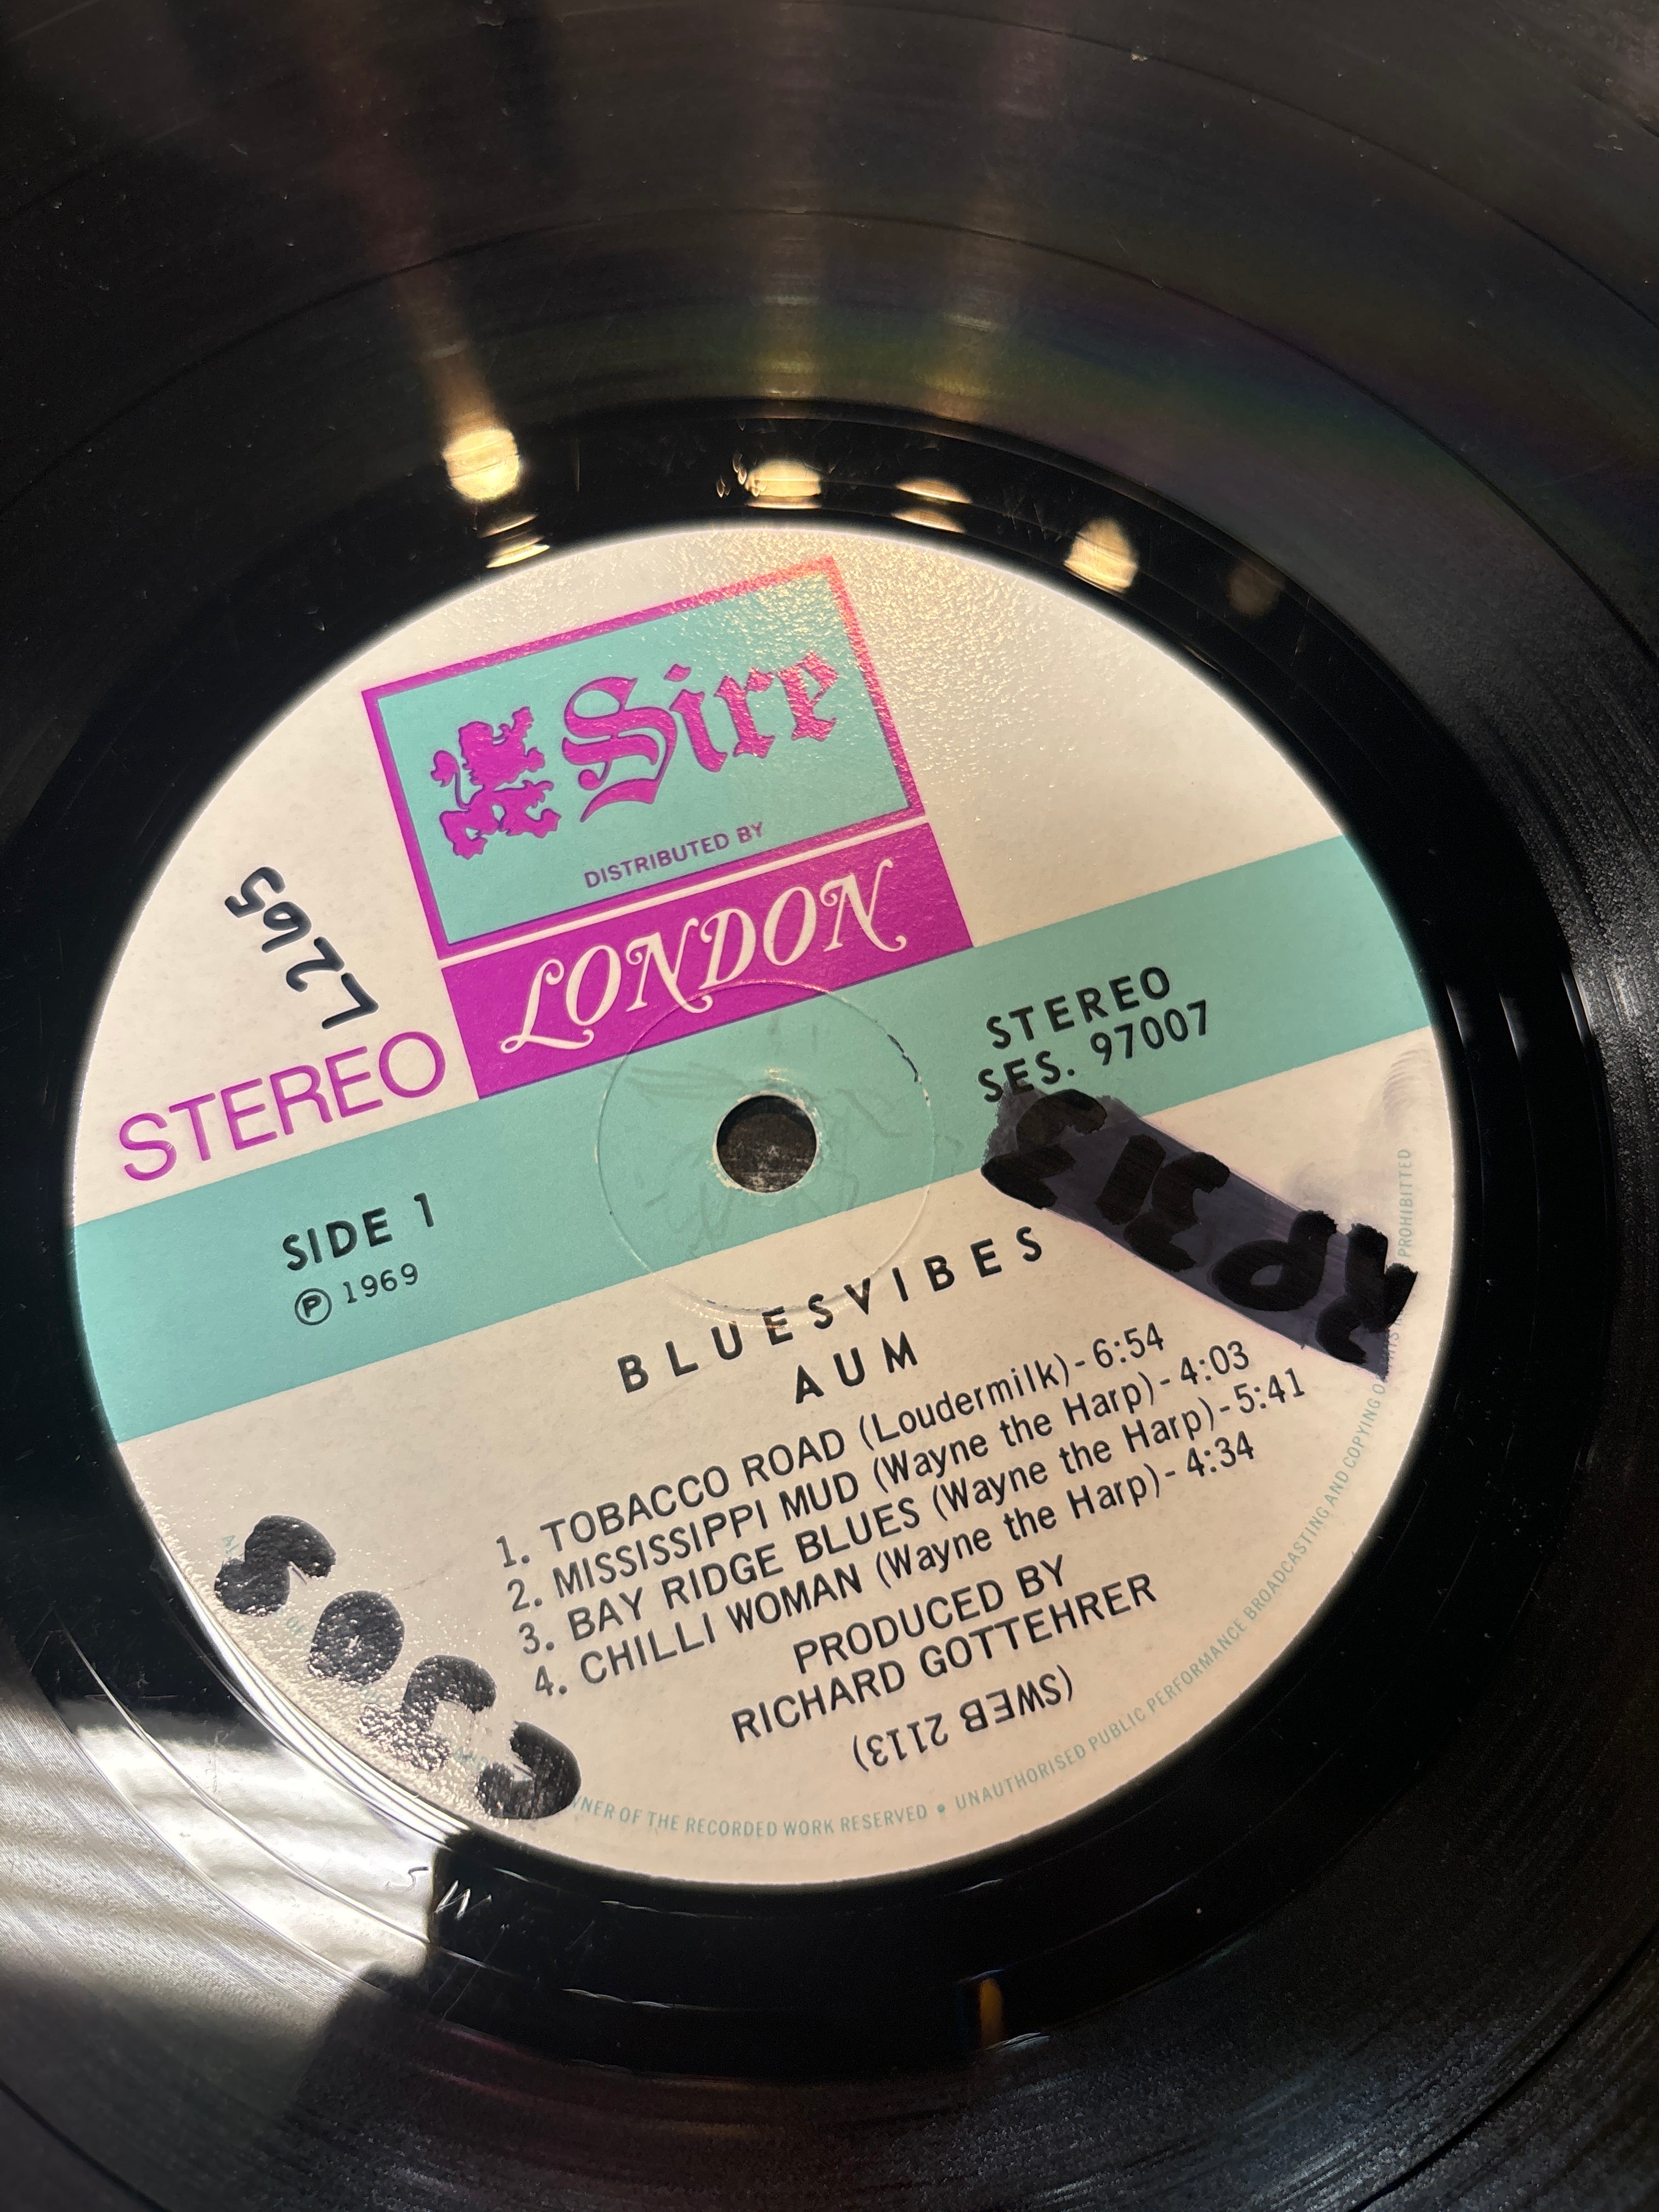 Sire
DISTRIBUTED BY
LONDON
L265
STEREO
STEREO
SES. 97007
SIDE 1
Ⓟ 1969
BLUESVIBES
AUM
1. TOBACCO ROAD (Loudermilk)-6:54
2. MISSISSIPPI MUD (Wayne the Harp)-4:03
3. BAY RIDGE BLUES (Wayne the Harp)-5:41
4. CHILLI WOMAN (Wayne the Harp)-4:34
PRODUCED BY
RICHARD GOTTEHRER
(SWEB 2113)
OWNER OF THE RECORDED WORK RESERVED • UNAUTHORISED PUBLIC PERFORMANCE BROADCASTING AND COPYING OF THIS RECORD PROHIBITED